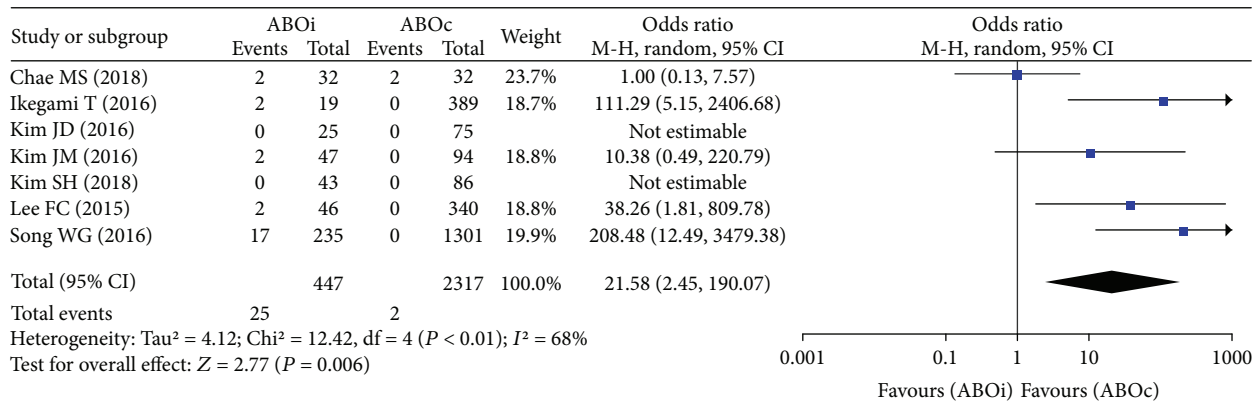 Study or subgroup ABOi ABOc Weight Odds ratio Odds ratio
Events Total Events Total M-H, random, 95% CI M-H, random, 95% CI
Chae MS (2018) 2 32 2 32 23.7% 1.00 (0.13, 7.57)
Ikegami T (2016) 2 19 0 389 18.7% 111.29 (5.15, 2406.68)
Kim JD (2016) 0 25 0 75 Not estimable
Kim JM (2016) 2 47 0 94 18.8% 10.38 (0.49, 220.79)
Kim SH (2018) 0 43 0 86 Not estimable
Lee FC (2015) 2 46 0 340 18.8% 38.26 (1.81, 809.78)
Song WG (2016) 17 235 0 1301 19.9% 208.48 (12.49, 3479.38)
Total (95% CI) 447 2317 100.0% 21.58 (2.45, 190.07)
Total events 25 2
Heterogeneity: Tau² = 4.12; Chi² = 12.42, df = 4 (P < 0.01); I² = 68%
Test for overall effect: Z = 2.77 (P = 0.006)
0.001 0.1 1 10 1000
Favours (ABOi) Favours (ABOc)